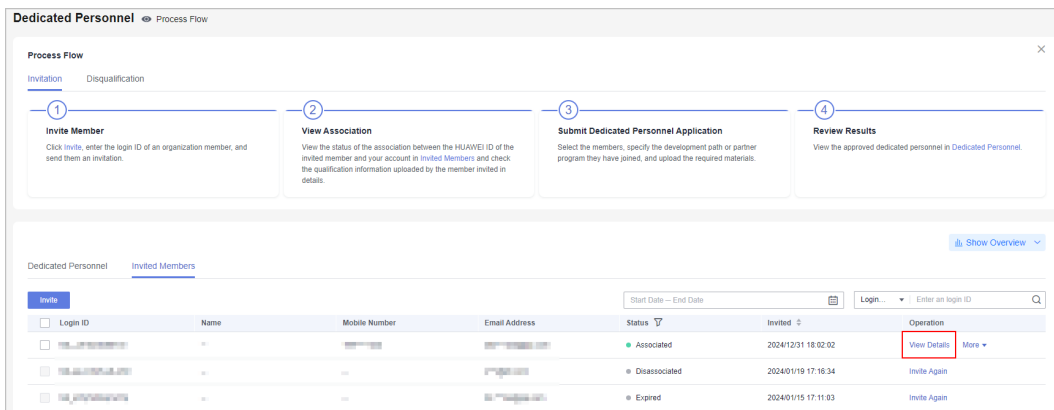 Dedicated Personnel Process Flow
Process Flow
Invitation Disqualification
1
Invite Member
Click Invite, enter the login ID of an organization member, and
send them an invitation.
2
View Association
View the status of the association between the HUAWEI ID of the
invited member and your account in Invited Members and check
the qualification information uploaded by the member invited in
details.
3
Submit Dedicated Personnel Application
Select the members, specify the development path or partner
program they have joined, and upload the required materials.
4
Review Results
View the approved dedicated personnel in Dedicated Personnel.
Show Overview
Dedicated Personnel Invited Members
Invite Start Date -- End Date Login... Enter an login ID
Login ID Name Mobile Number Email Address Status Invited Operation
Associated 2024/12/31 18:02:02 View Details More
Disassociated 2024/01/19 17:16:34 Invite Again
Expired 2024/01/15 17:11:03 Invite Again